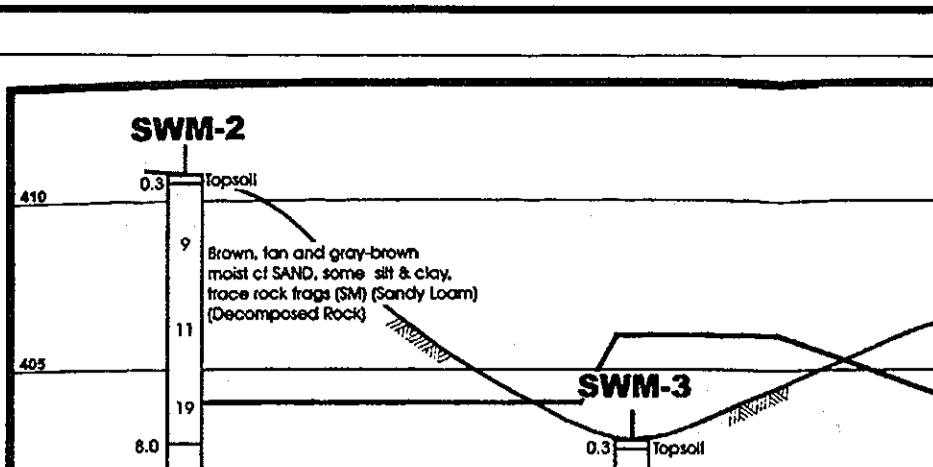 SWM-2
0.3 Topsoil
410
9
Brown, tan and gray-brown
moist cf SAND, some silt & clay,
trace rock frags (SM) (Sandy Loam)
(Decomposed Rock)
11
405
SWM-3
19
8.0
0.3 Topsoil